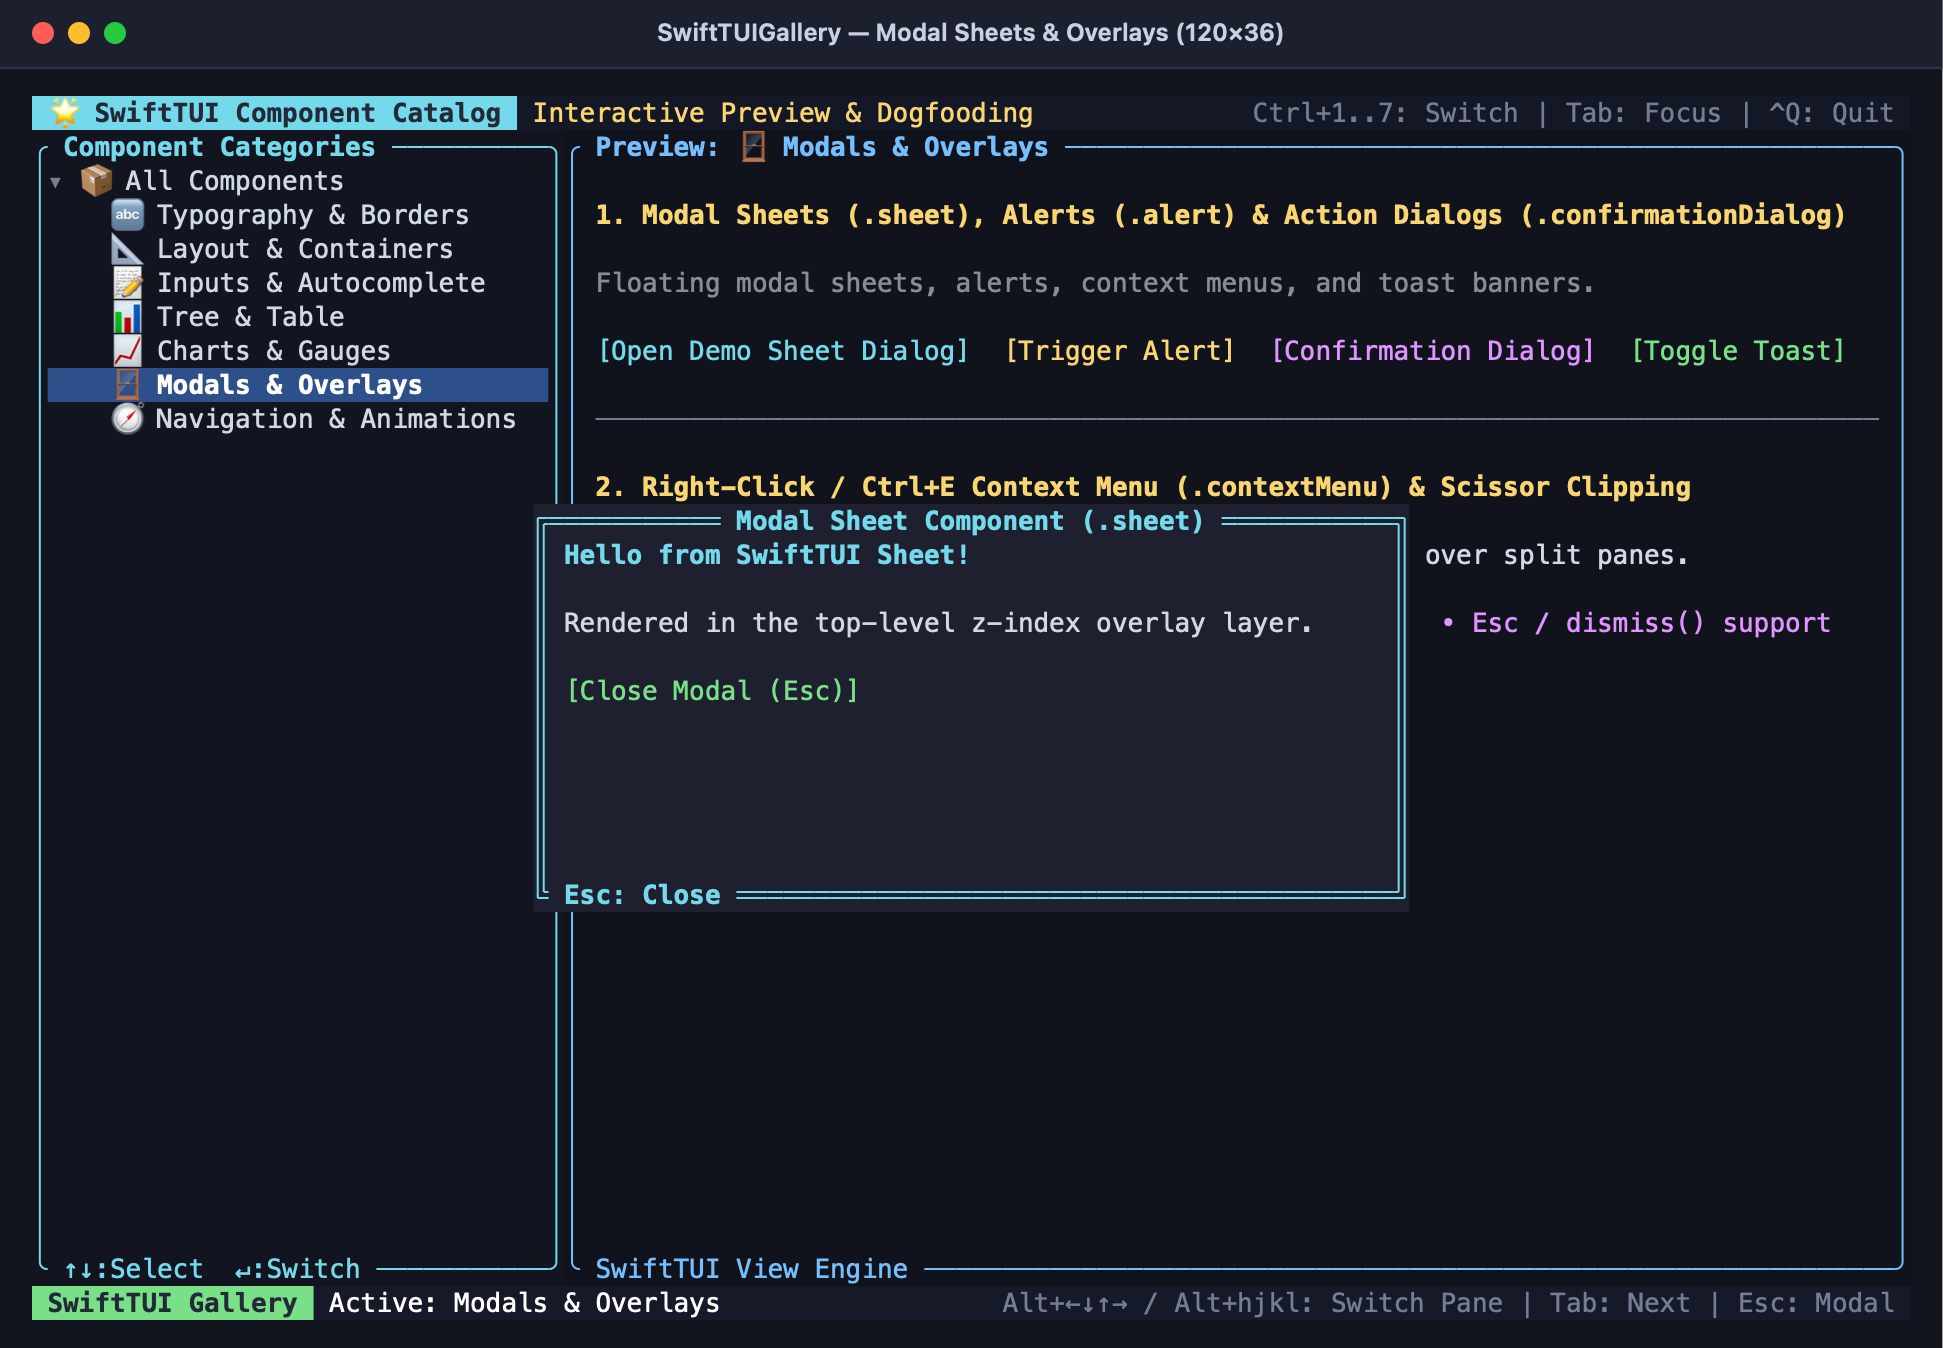 SwiftTUIGallery — Modal Sheets & Overlays (120×36)
🌟 SwiftTUI Component Catalog Interactive Preview & Dogfooding Ctrl+1..7: Switch | Tab: Focus | ^Q: Quit
Component Categories
▾ 📦 All Components
🔤 Typography & Borders
📐 Layout & Containers
📝 Inputs & Autocomplete
📊 Tree & Table
📈 Charts & Gauges
🪟 Modals & Overlays
🧭 Navigation & Animations
↑↓:Select ↵:Switch
Preview: 🪟 Modals & Overlays
1. Modal Sheets (.sheet), Alerts (.alert) & Action Dialogs (.confirmationDialog)
Floating modal sheets, alerts, context menus, and toast banners.
[Open Demo Sheet Dialog] [Trigger Alert] [Confirmation Dialog] [Toggle Toast]
2. Right-Click / Ctrl+E Context Menu (.contextMenu) & Scissor Clipping
over split panes.
• Esc / dismiss() support
Modal Sheet Component (.sheet)
Hello from SwiftTUI Sheet!
Rendered in the top-level z-index overlay layer.
[Close Modal (Esc)]
Esc: Close
SwiftTUI View Engine
SwiftTUI Gallery Active: Modals & Overlays Alt+←↓↑→ / Alt+hjkl: Switch Pane | Tab: Next | Esc: Modal